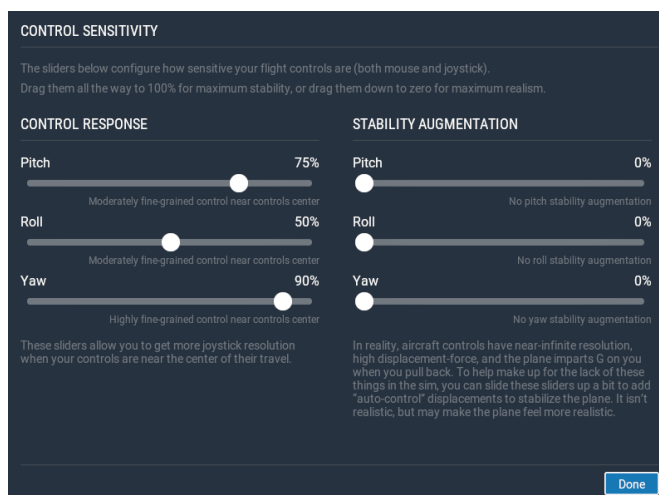 CONTROL SENSITIVITY
The sliders below configure how sensitive your flight controls are (both mouse and joystick).
Drag them all the way to 100% for maximum stability, or drag them down to zero for maximum realism.
CONTROL RESPONSE
Pitch 75%
Moderately fine-grained control near controls center
Roll 50%
Moderately fine-grained control near controls center
Yaw 90%
Highly fine-grained control near controls center
These sliders allow you to get more joystick resolution
when your controls are near the center of their travel.
STABILITY AUGMENTATION
Pitch 0%
No pitch stability augmentation
Roll 0%
No roll stability augmentation
Yaw 0%
No yaw stability augmentation
In reality, aircraft controls have near-infinite resolution,
high displacement-force, and the plane imparts G on you
when you pull back. To help make up for the lack of these
things in the sim, you can slide these sliders up a bit to add
“auto-control” displacements to stabilize the plane. It isn’t
realistic, but may make the plane feel more realistic.
Done